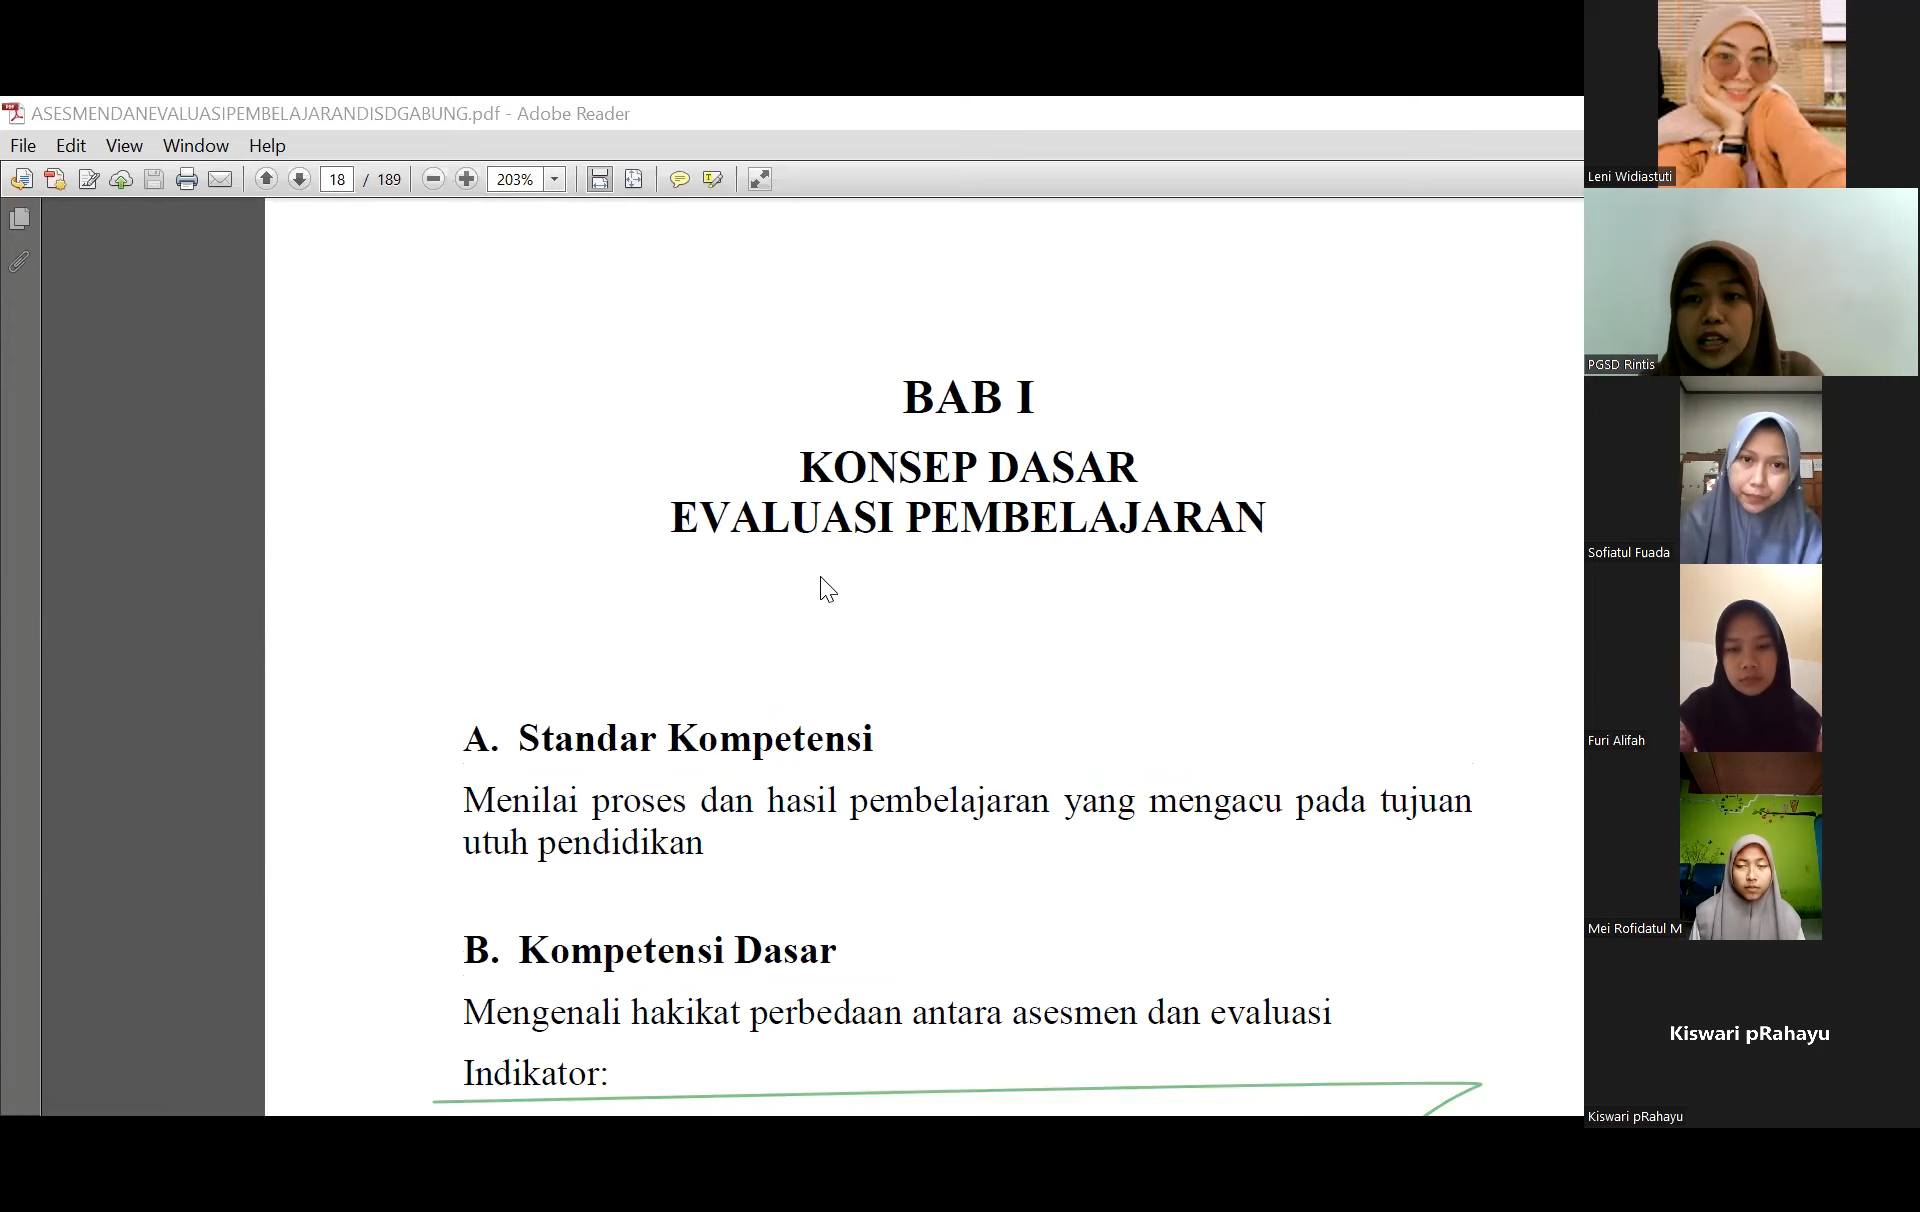 ASESMENDANEVALUASIPEMBELAJARANDISDGABUNG.pdf - Adobe Reader
File Edit View Window Help
18 / 189 203%
BAB I
KONSEP DASAR
EVALUASI PEMBELAJARAN
A. Standar Kompetensi
Menilai proses dan hasil pembelajaran yang mengacu pada tujuan
utuh pendidikan
B. Kompetensi Dasar
Mengenali hakikat perbedaan antara asesmen dan evaluasi
Indikator:
Leni Widiastuti
PGSD Rintis
Sofiatul Fuada
Furi Alifah
Mei Rofidatul M
Kiswari pRahayu
Kiswari pRahayu